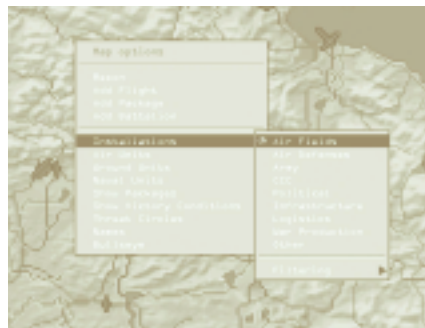 Map options
Recon
Add Flight
Add Package
Add Battalion
Installations
Air Units
Ground Units
Naval Units
Show Packages
Show Victory Conditions
Threat Circles
Names
Bullseye
Air Fields
Air Defenses
Army
CCC
Political
Infrastructure
Logistics
War Production
Other
Filtering